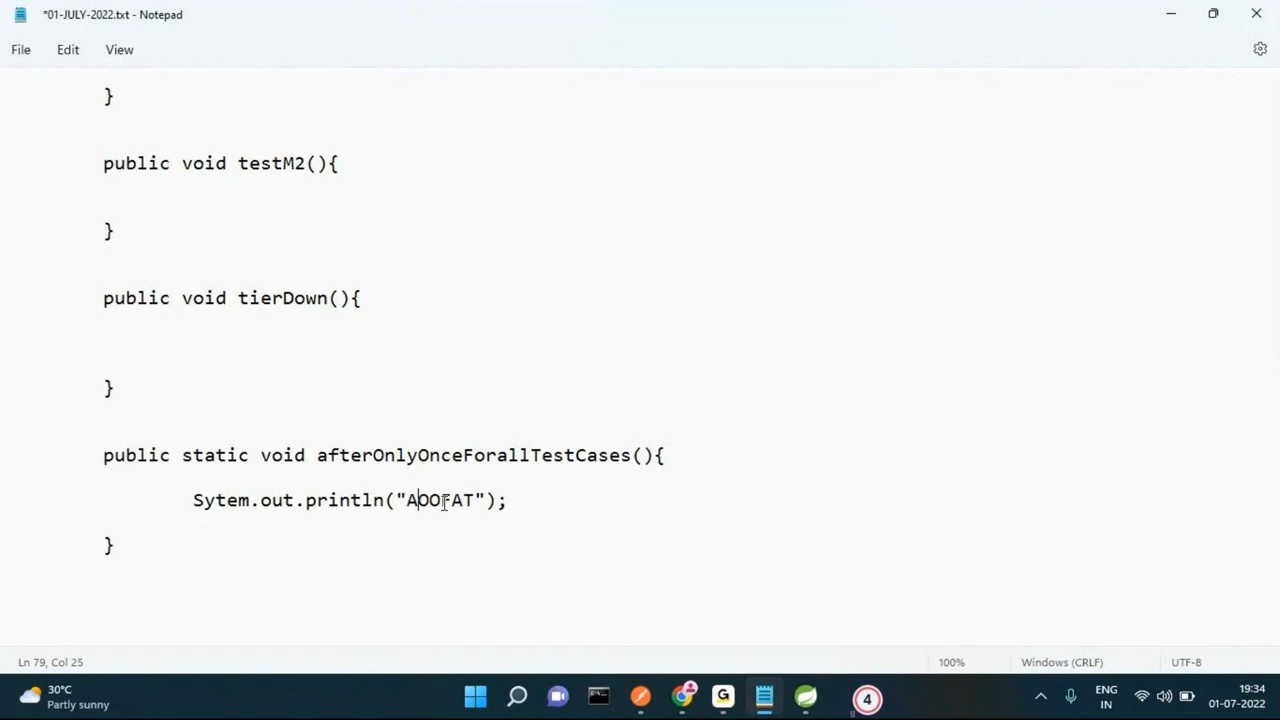 *01-JULY-2022.txt - Notepad
File Edit View
}
public void testM2(){
}
public void tierDown(){
}
public static void afterOnlyOnceForallTestCases(){
Sytem.out.println("AOOFAT");
}
Ln 79, Col 25
100%
Windows (CRLF)
UTF-8
30°C
Partly sunny
G
4
ENG
IN
19:34
01-07-2022